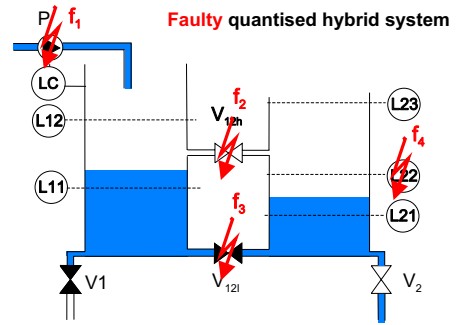 Faulty quantised hybrid system
P f1
LC
L12
V12h
f2
L23
f4
L22
L11
L21
f3
V1
V12l
V2